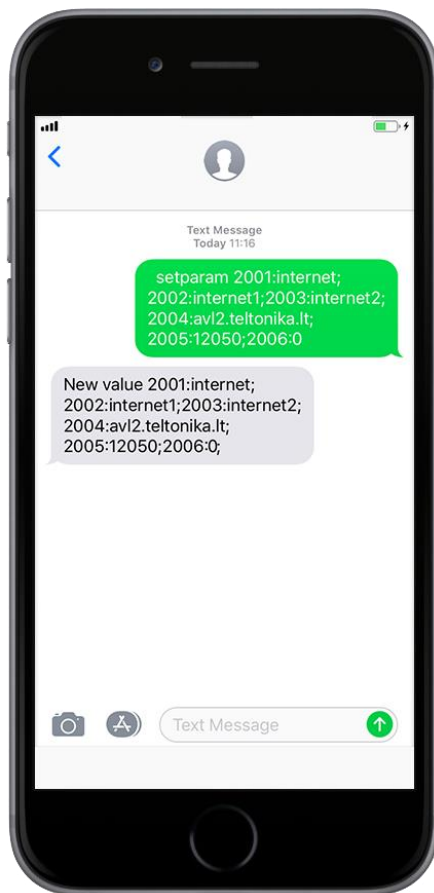 Text Message
Today 11:16
setparam 2001:internet;
2002:internet1;2003:internet2;
2004:avl2.teltonika.lt;
2005:12050;2006:0
New value 2001:internet;
2002:internet1;2003:internet2;
2004:avl2.teltonika.lt;
2005:12050;2006:0;
Text Message